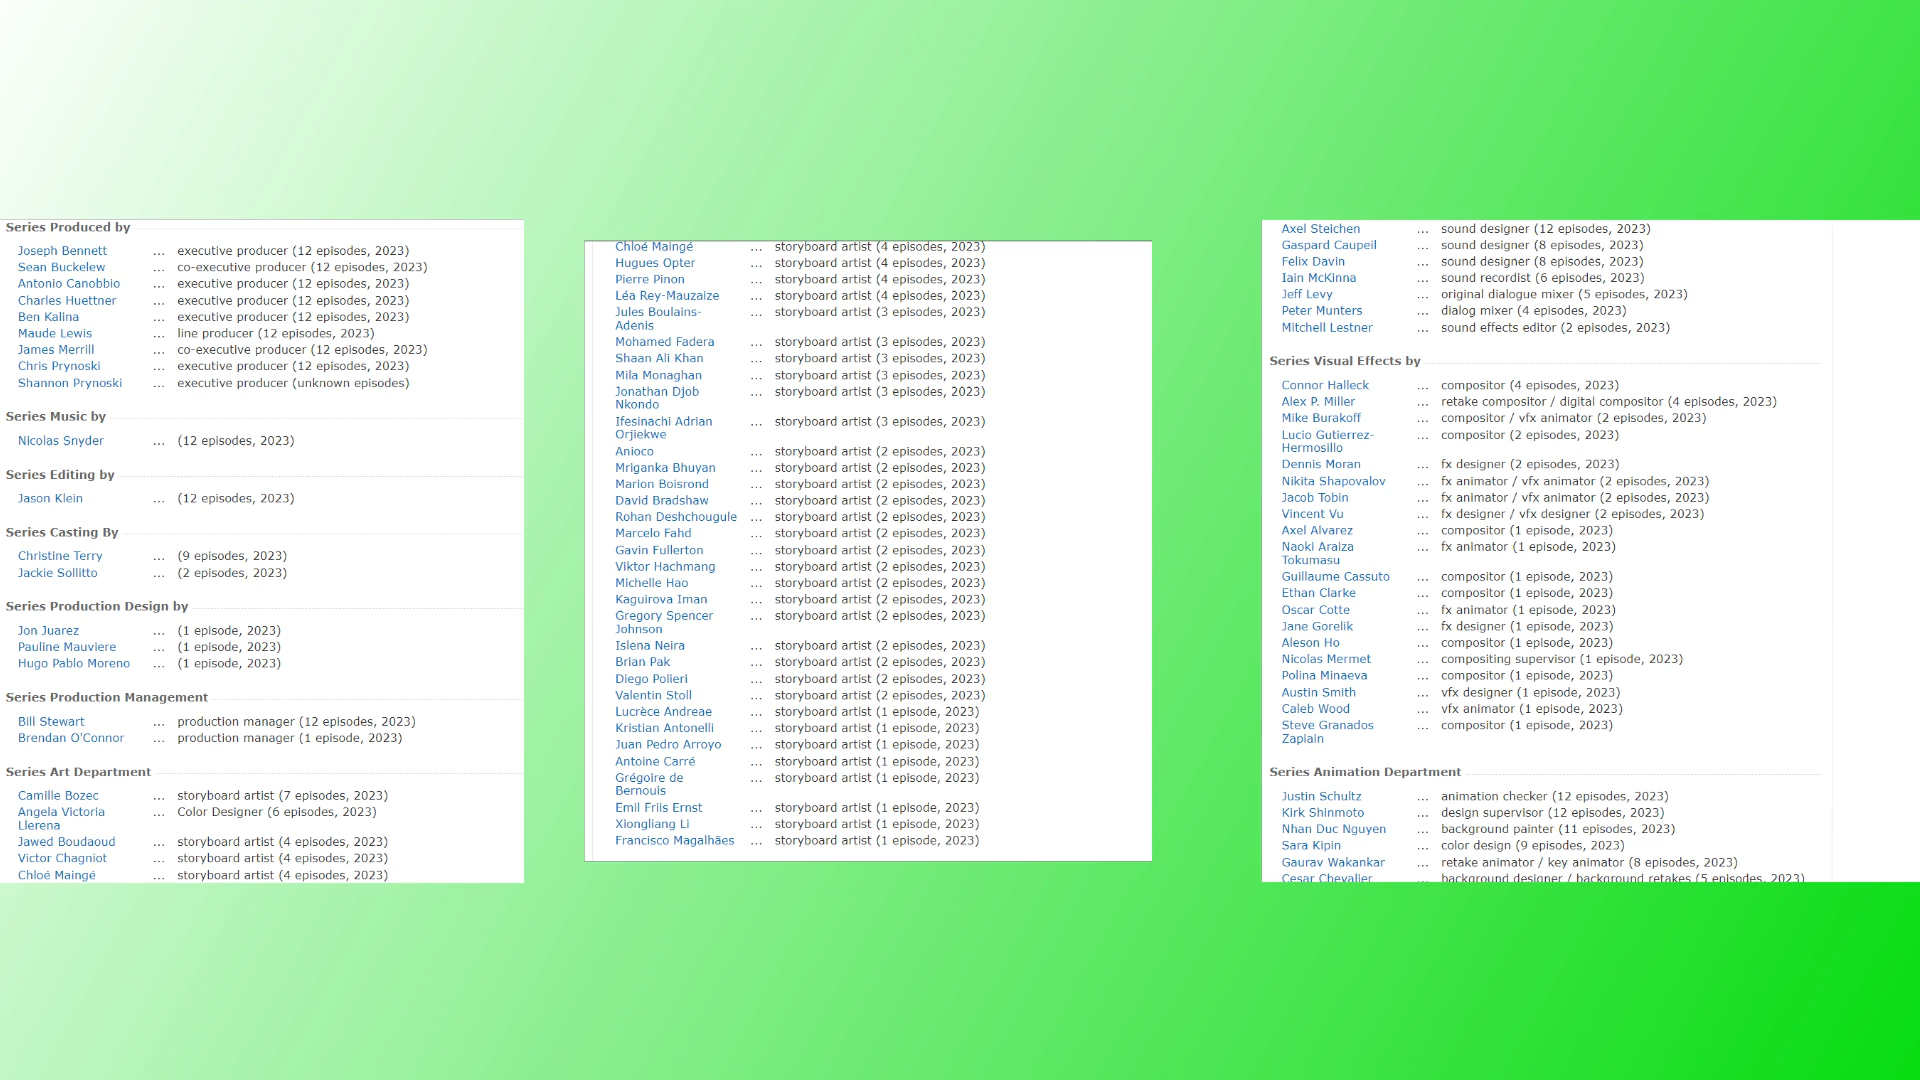 Series Produced by
Joseph Bennett ... executive producer (12 episodes, 2023)
Sean Buckelew ... co-executive producer (12 episodes, 2023)
Antonio Canobbio ... executive producer (12 episodes, 2023)
Charles Huettner ... executive producer (12 episodes, 2023)
Ben Kalina ... executive producer (12 episodes, 2023)
Maude Lewis ... line producer (12 episodes, 2023)
James Merrill ... co-executive producer (12 episodes, 2023)
Chris Prynoski ... executive producer (12 episodes, 2023)
Shannon Prynoski ... executive producer (unknown episodes)
Series Music by
Nicolas Snyder ... (12 episodes, 2023)
Series Editing by
Jason Klein ... (12 episodes, 2023)
Series Casting By
Christine Terry ... (9 episodes, 2023)
Jackie Sollitto ... (2 episodes, 2023)
Series Production Design by
Jon Juarez ... (1 episode, 2023)
Pauline Mauviere ... (1 episode, 2023)
Hugo Pablo Moreno ... (1 episode, 2023)
Series Production Management
Bill Stewart ... production manager (12 episodes, 2023)
Brendan O'Connor ... production manager (1 episode, 2023)
Series Art Department
Camille Bozec ... storyboard artist (7 episodes, 2023)
Angela Victoria ... Color Designer (6 episodes, 2023)
Llerena
Jawed Boudaoud ... storyboard artist (4 episodes, 2023)
Victor Chagniot ... storyboard artist (4 episodes, 2023)
Chloé Maingé ... storyboard artist (4 episodes, 2023)
Chloé Maingé ... storyboard artist (4 episodes, 2023)
Hugues Opter ... storyboard artist (4 episodes, 2023)
Pierre Pinon ... storyboard artist (4 episodes, 2023)
Léa Rey-Mauzaize ... storyboard artist (4 episodes, 2023)
Jules Boulains- ... storyboard artist (3 episodes, 2023)
Adenis
Mohamed Fadera ... storyboard artist (3 episodes, 2023)
Shaan Ali Khan ... storyboard artist (3 episodes, 2023)
Mila Monaghan ... storyboard artist (3 episodes, 2023)
Jonathan Djob ... storyboard artist (3 episodes, 2023)
Nkondo
Ifesinachi Adrian ... storyboard artist (3 episodes, 2023)
Orjiekwe
Anioco ... storyboard artist (2 episodes, 2023)
Mriganka Bhuyan ... storyboard artist (2 episodes, 2023)
Marion Boisrond ... storyboard artist (2 episodes, 2023)
David Bradshaw ... storyboard artist (2 episodes, 2023)
Rohan Deshchougule ... storyboard artist (2 episodes, 2023)
Marcelo Fahd ... storyboard artist (2 episodes, 2023)
Gavin Fullerton ... storyboard artist (2 episodes, 2023)
Viktor Hachmang ... storyboard artist (2 episodes, 2023)
Michelle Hao ... storyboard artist (2 episodes, 2023)
Kaguirova Iman ... storyboard artist (2 episodes, 2023)
Gregory Spencer ... storyboard artist (2 episodes, 2023)
Johnson
Islena Neira ... storyboard artist (2 episodes, 2023)
Brian Pak ... storyboard artist (2 episodes, 2023)
Diego Polieri ... storyboard artist (2 episodes, 2023)
Valentin Stoll ... storyboard artist (2 episodes, 2023)
Lucrèce Andreae ... storyboard artist (1 episode, 2023)
Kristian Antonelli ... storyboard artist (1 episode, 2023)
Juan Pedro Arroyo ... storyboard artist (1 episode, 2023)
Antoine Carré ... storyboard artist (1 episode, 2023)
Grégoire de ... storyboard artist (1 episode, 2023)
Bernouis
Emil Friis Ernst ... storyboard artist (1 episode, 2023)
Xiongliang Li ... storyboard artist (1 episode, 2023)
Francisco Magalhães ... storyboard artist (1 episode, 2023)
Axel Steichen ... sound designer (12 episodes, 2023)
Gaspard Caupeil ... sound designer (8 episodes, 2023)
Felix Davin ... sound designer (8 episodes, 2023)
Iain McKinna ... sound recordist (6 episodes, 2023)
Jeff Levy ... original dialogue mixer (5 episodes, 2023)
Peter Munters ... dialog mixer (4 episodes, 2023)
Mitchell Lestner ... sound effects editor (2 episodes, 2023)
Series Visual Effects by
Connor Halleck ... compositor (4 episodes, 2023)
Alex P. Miller ... retake compositor / digital compositor (4 episodes, 2023)
Mike Burakoff ... compositor / vfx animator (2 episodes, 2023)
Lucio Gutierrez- ... compositor (2 episodes, 2023)
Hermosillo
Dennis Moran ... fx designer (2 episodes, 2023)
Nikita Shapovalov ... fx animator / vfx animator (2 episodes, 2023)
Jacob Tobin ... fx animator / vfx animator (2 episodes, 2023)
Vincent Vu ... fx designer / vfx designer (2 episodes, 2023)
Axel Alvarez ... compositor (1 episode, 2023)
Naoki Araiza ... fx animator (1 episode, 2023)
Tokumasu
Guillaume Cassuto ... compositor (1 episode, 2023)
Ethan Clarke ... compositor (1 episode, 2023)
Oscar Cotte ... fx animator (1 episode, 2023)
Jane Gorelik ... fx designer (1 episode, 2023)
Aleson Ho ... compositor (1 episode, 2023)
Nicolas Mermet ... compositing supervisor (1 episode, 2023)
Polina Minaeva ... compositor (1 episode, 2023)
Austin Smith ... vfx designer (1 episode, 2023)
Caleb Wood ... vfx animator (1 episode, 2023)
Steve Granados ... compositor (1 episode, 2023)
Zapiain
Series Animation Department
Justin Schultz ... animation checker (12 episodes, 2023)
Kirk Shinmoto ... design supervisor (12 episodes, 2023)
Nhan Duc Nguyen ... background painter (11 episodes, 2023)
Sara Kipin ... color design (9 episodes, 2023)
Gaurav Wakankar ... retake animator / key animator (8 episodes, 2023)
Cesar Chevalier ... background designer / background retakes (5 episodes, 2023)